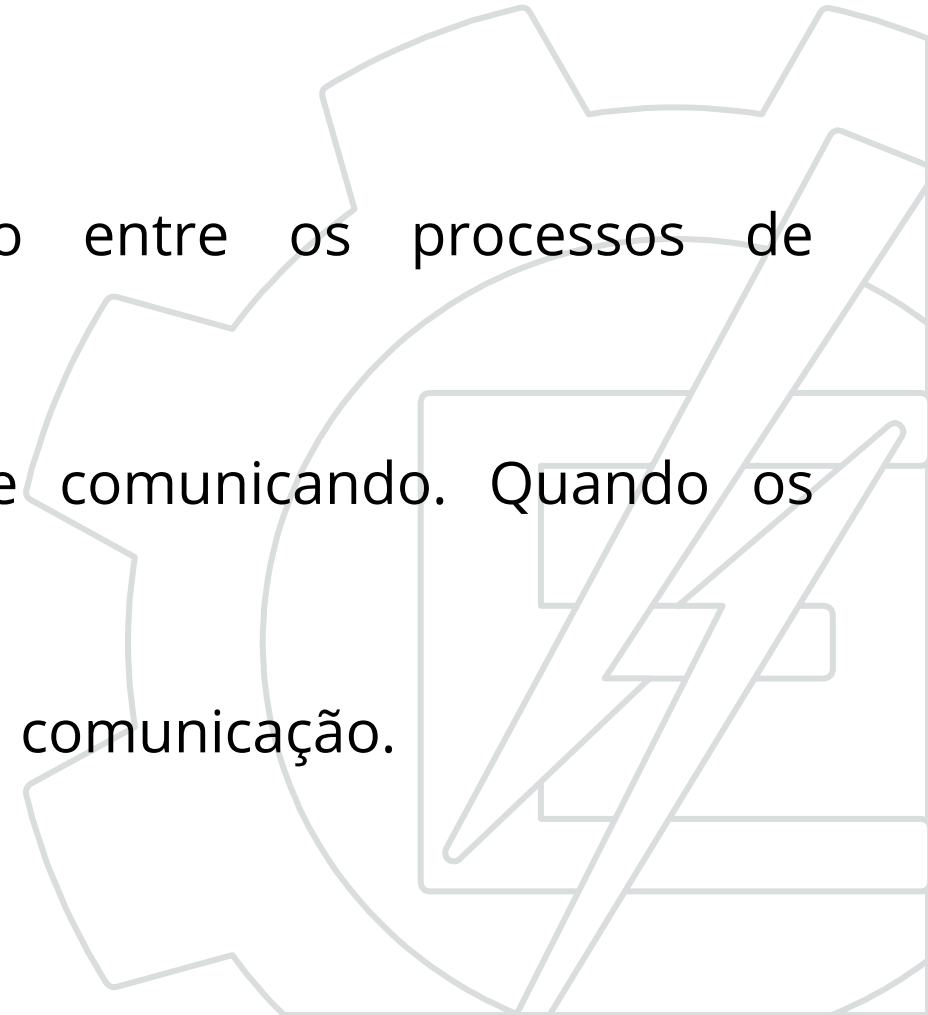 o entre os processos de
e comunicando. Quando os
comunicação.